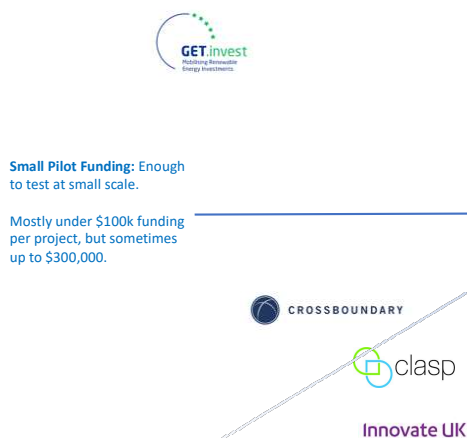 GET.invest
Mobilising Renewable
Energy Investments
Small Pilot Funding: Enough
to test at small scale.
Mostly under $100k funding
per project, but sometimes
up to $300,000.
CROSSBOUNDARY
clasp
Innovate UK